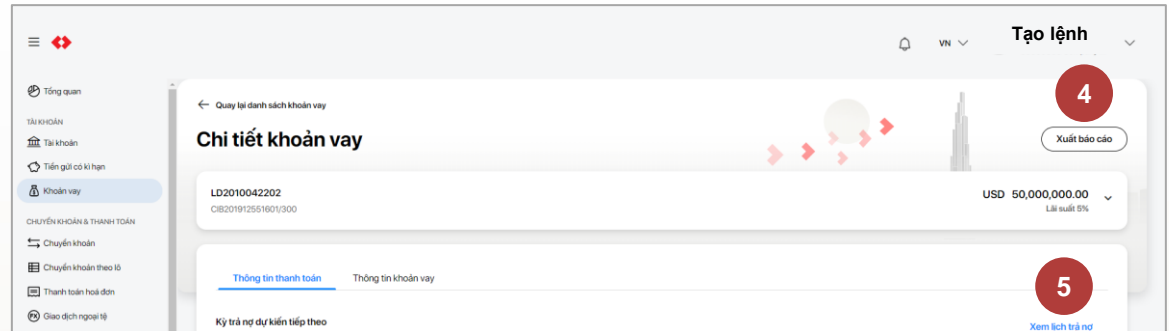 VN
Tạo lệnh
Tổng quan
TÀI KHOẢN
Tài khoản
Tiền gửi có kì hạn
Khoản vay
CHUYỂN KHOẢN & THANH TOÁN
Chuyển khoản
Chuyển khoản theo lô
Thanh toán hoá đơn
FX Giao dịch ngoại tệ
Quay lại danh sách khoản vay
Chi tiết khoản vay
4
Xuất báo cáo
LD2010042202
CIB201912551601/300
USD 50,000,000.00
Lãi suất 5%
Thông tin thanh toán
Thông tin khoản vay
5
Kỳ trả nợ dự kiến tiếp theo
Xem lịch trả nợ